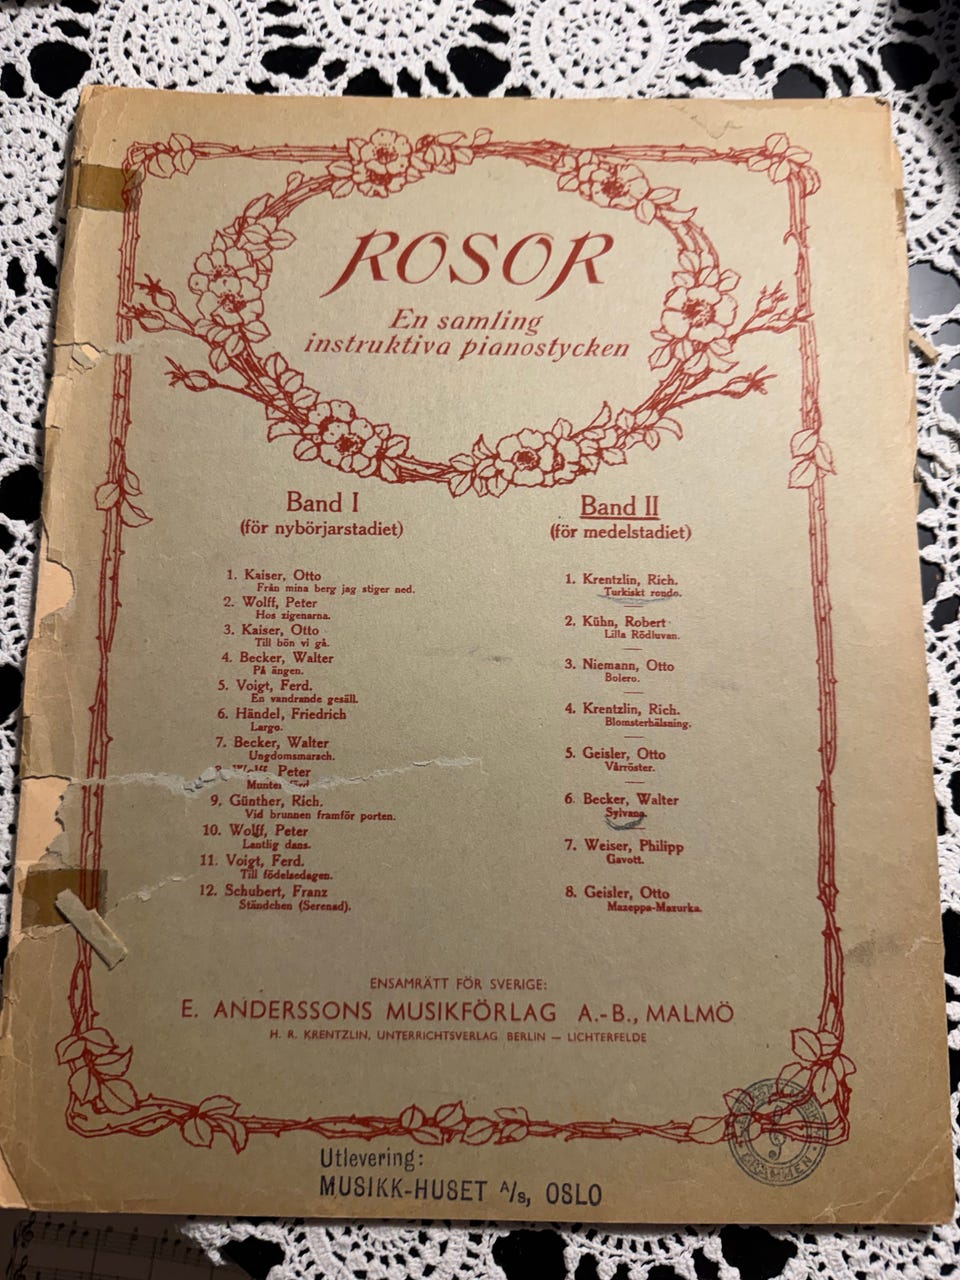 ROSOR
En samling
instruktiva pianostycken
Band I
(för nybörjarstadiet)
1. Kaiser, Otto
Från mina berg jag stiger ned.
2. Wolff, Peter
Hos zigenarna.
3. Kaiser, Otto
Till bön vi gå.
4. Becker, Walter
På ängen.
5. Voigt, Ferd.
En vandrande gesäll.
6. Händel, Friedrich
Largo.
7. Becker, Walter
Ungdomsmarsch.
8. Wolff, Peter
Munter
9. Günther, Rich.
Vid brunnen framför porten.
10. Wolff, Peter
Lantlig dans.
11. Voigt, Ferd.
Till födelsedagen.
12. Schubert, Franz
Ständchen (Serenad).
Band II
(för medelstadiet)
1. Krentzlin, Rich.
Turkiskt rondo.
2. Kühn, Robert
Lilla Rödluvan.
3. Niemann, Otto
Bolero.
4. Krentzlin, Rich.
Blomsterhälsning.
5. Geisler, Otto
Vårröster.
6. Becker, Walter
Sylvana.
7. Weiser, Philipp
Gavott.
8. Geisler, Otto
Mazeppa-Mazurka.
ENSAMRÄTT FÖR SVERIGE:
E. ANDERSSONS MUSIKFÖRLAG A.-B., MALMÖ
H. R. KRENTZLIN, UNTERRICHTSVERLAG BERLIN — LICHTERFELDE
Utlevering:
MUSIKK-HUSET A/s, OSLO
DRAMMEN